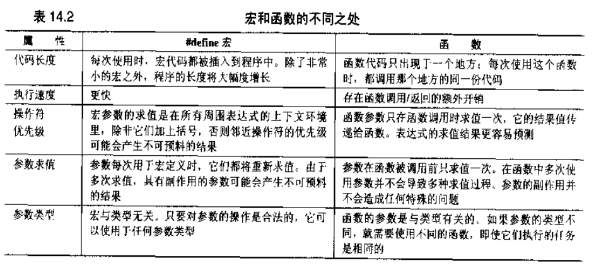 表 14.2 宏和函数的不同之处
属 性 #define 宏 函 数
代码长度 每次使用时，宏代码都被插入到程序中。除了非常 函数代码只出现于一个地方；每次使用这个函数
小的宏之外，程序的长度将大幅度增长 时，都调用那个地方的同一份代码
执行速度 更快 存在函数调用/返回的额外开销
操作符 宏参数的求值是在所有周围表达式的上下文环境 函数参数只在函数调用时求值一次，它的结果值传
优先级 里，除非它们加上括号，否则邻近操作符的优先级 递给函数。表达式的求值结果更容易预测
可能会产生不可预料的结果
参数求值 参数每次用于宏定义时，它们都将重新求值。由于 参数在函数被调用前只求值一次。在函数中多次使
多次求值，具有副作用的参数可能会产生不可预料 用参数并不会导致多种求值过程、参数的副作用并
的结果 不会造成任何特殊的问题
参数类型 宏与类型无关。只要对参数的操作是合法的，它可 函数的参数是与类型有关的、如果参数的类型不
以使用于任何参数类型 同，就需要使用不同的函数，即使它们执行的任务
是相同的